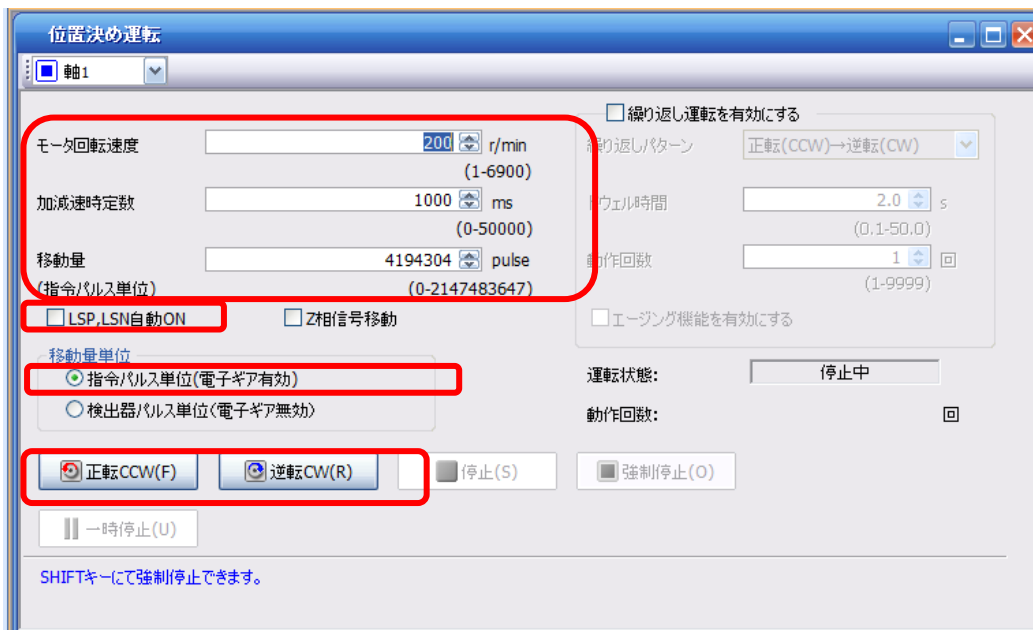 位置決め運転
軸1
繰り返し運転を有効にする
モータ回転速度 200 r/min
(1-6900)
繰り返しパターン 正転(CCW)→逆転(CW)
加減速時定数 1000 ms
(0-50000)
ドウェル時間 2.0 s
(0.1-50.0)
移動量 4194304 pulse
(指令パルス単位) (0-2147483647)
動作回数 1 回
(1-9999)
LSP,LSN自動ON Z相信号移動
エージング機能を有効にする
移動量単位
指令パルス単位(電子ギア有効)
検出器パルス単位(電子ギア無効)
運転状態: 停止中
動作回数: 回
正転CCW(F) 逆転CW(R) 停止(S) 強制停止(O)
一時停止(U)
SHIFTキーにて強制停止できます。